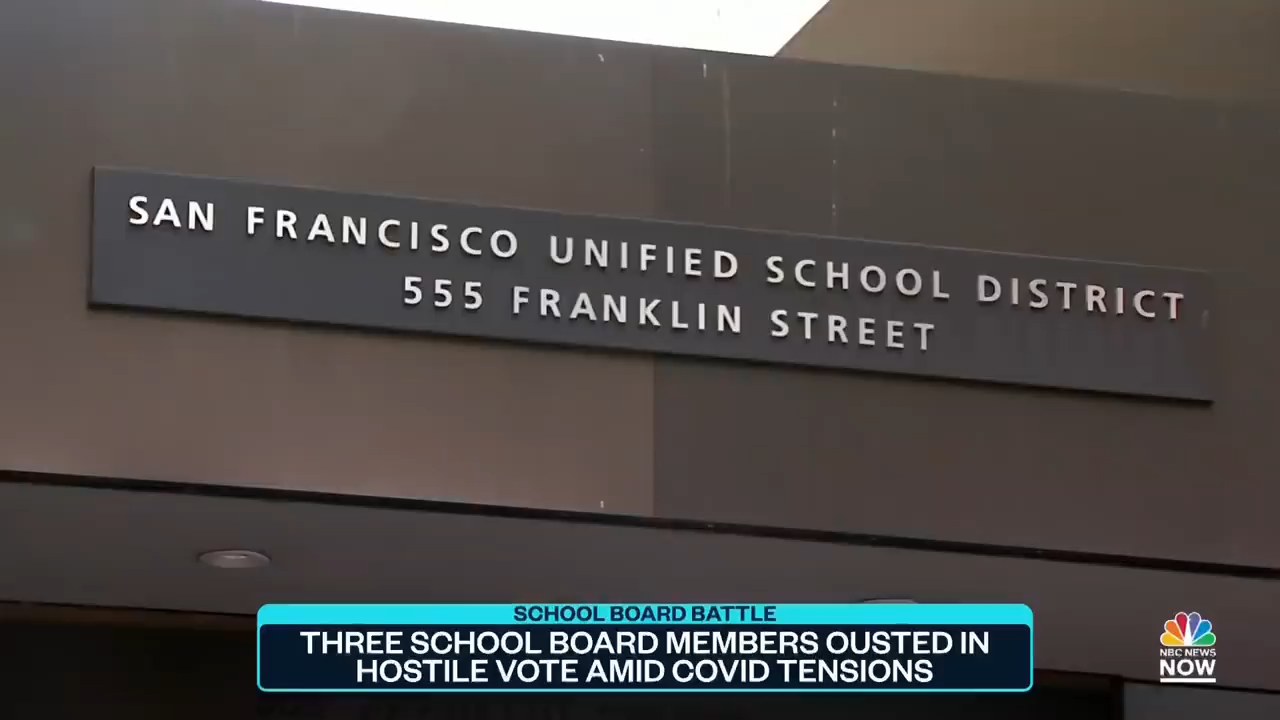 SAN FRANCISCO UNIFIED SCHOOL DISTRICT
555 FRANKLIN STREET
SCHOOL BOARD BATTLE
THREE SCHOOL BOARD MEMBERS OUSTED IN
HOSTILE VOTE AMID COVID TENSIONS
NBC NEWS
NOW